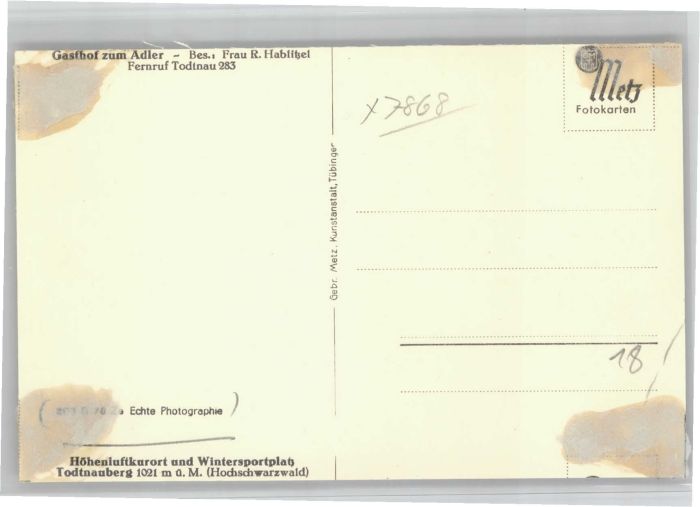 Gasthof zum Adler – Bes.: Frau R. Hablitzel
Fernruf Todtnau 283
Metz
Fotokarten
x7868
Gebr. Metz, Kunstanstalt, Tübingen
18
( Echte Photographie )
Höhenluftkurort und Wintersportplatz
Todtnauberg 1021 m ü. M. (Hochschwarzwald)